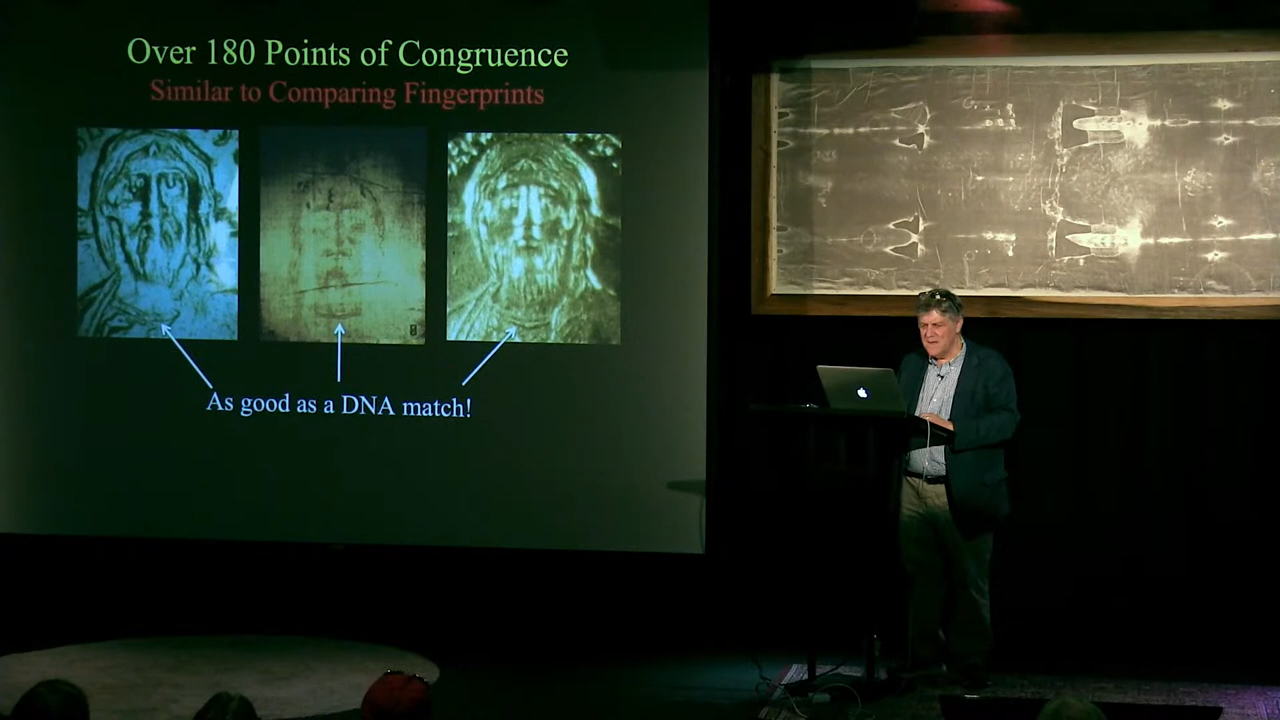 Over 180 Points of Congruence
Similar to Comparing Fingerprints
As good as a DNA match!